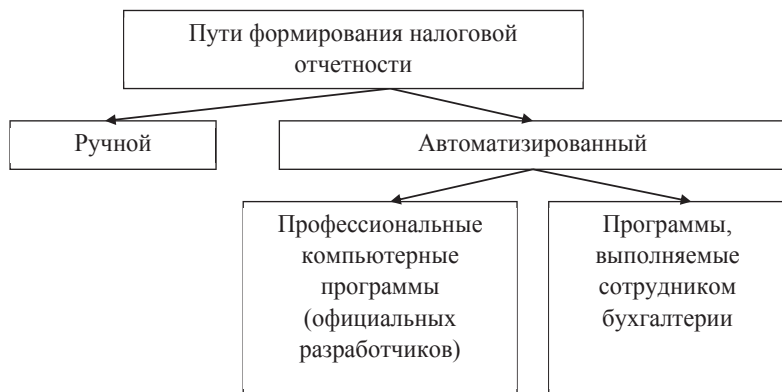 Пути формирования налоговой
отчетности
Ручной
Автоматизированный
Профессиональные
компьютерные
программы
(официальных
разработчиков)
Программы,
выполняемые
сотрудником
бухгалтерии